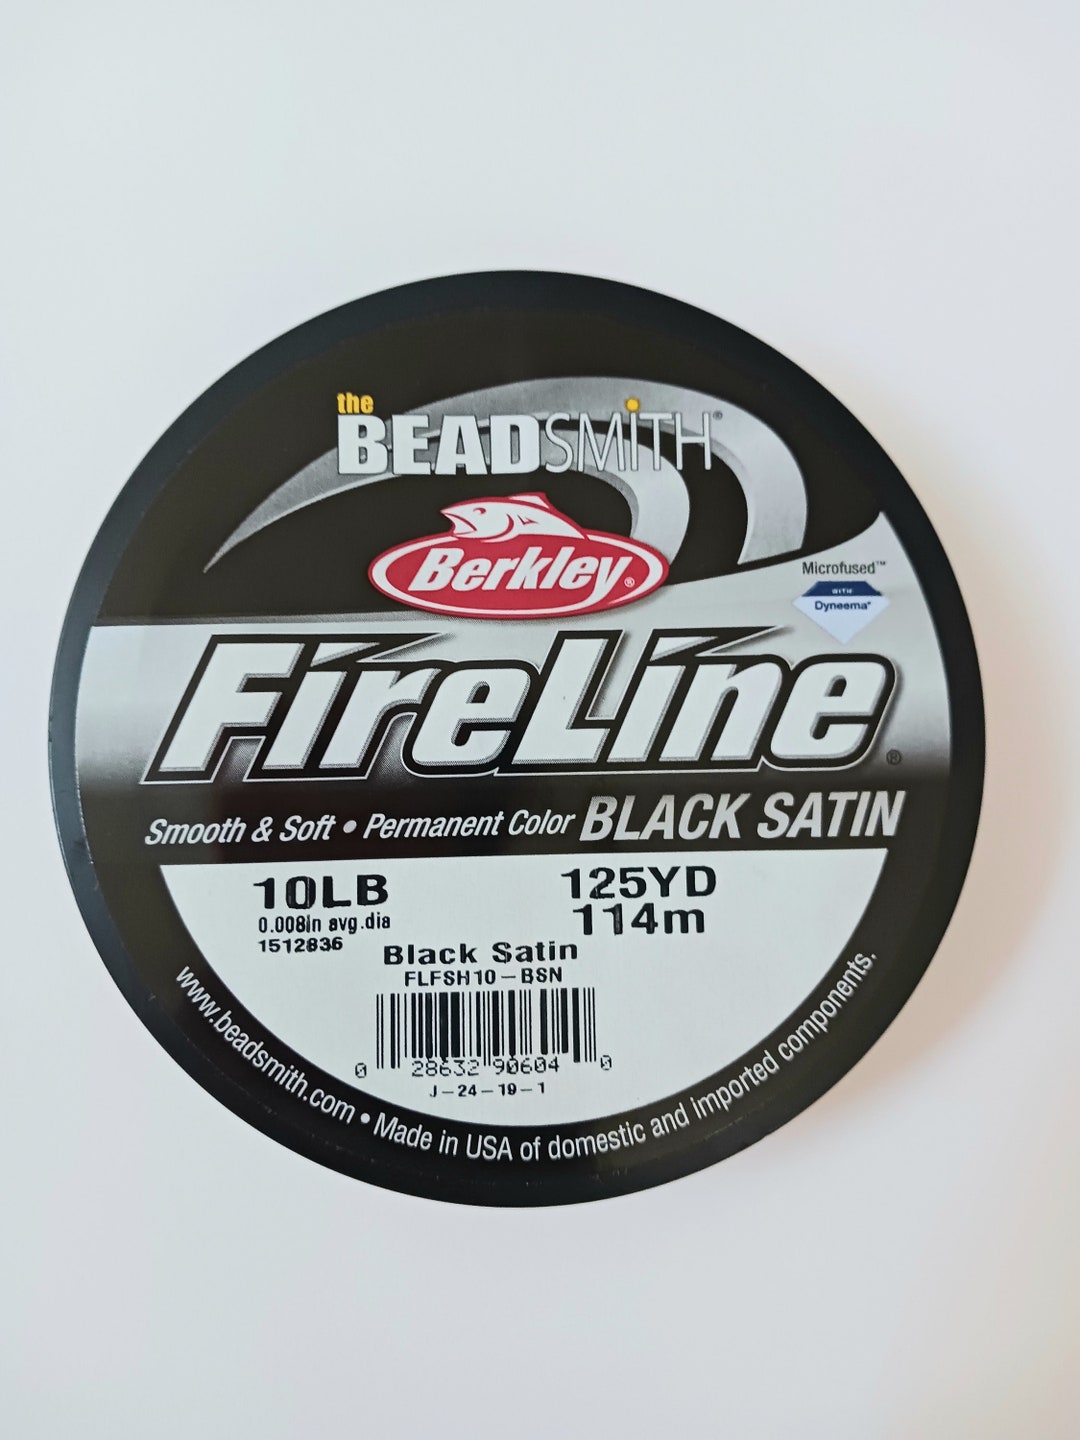 the
BEADSMITH®
Berkley®
Microfused™
WITH
Dyneema®
FireLine®
Smooth & Soft • Permanent Color BLACK SATIN
10LB 125YD
0.008in avg.dia 114m
1512836
Black Satin
FLFSH10-BSN
0 28632 90604 0
J-24-19-1
www.beadsmith.com • Made in USA of domestic and imported components.